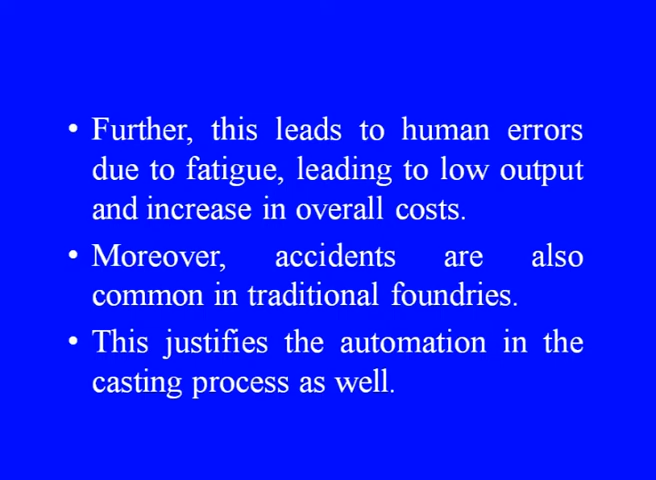 • Further, this leads to human errors
due to fatigue, leading to low output
and increase in overall costs.
• Moreover, accidents are also
common in traditional foundries.
• This justifies the automation in the
casting process as well.